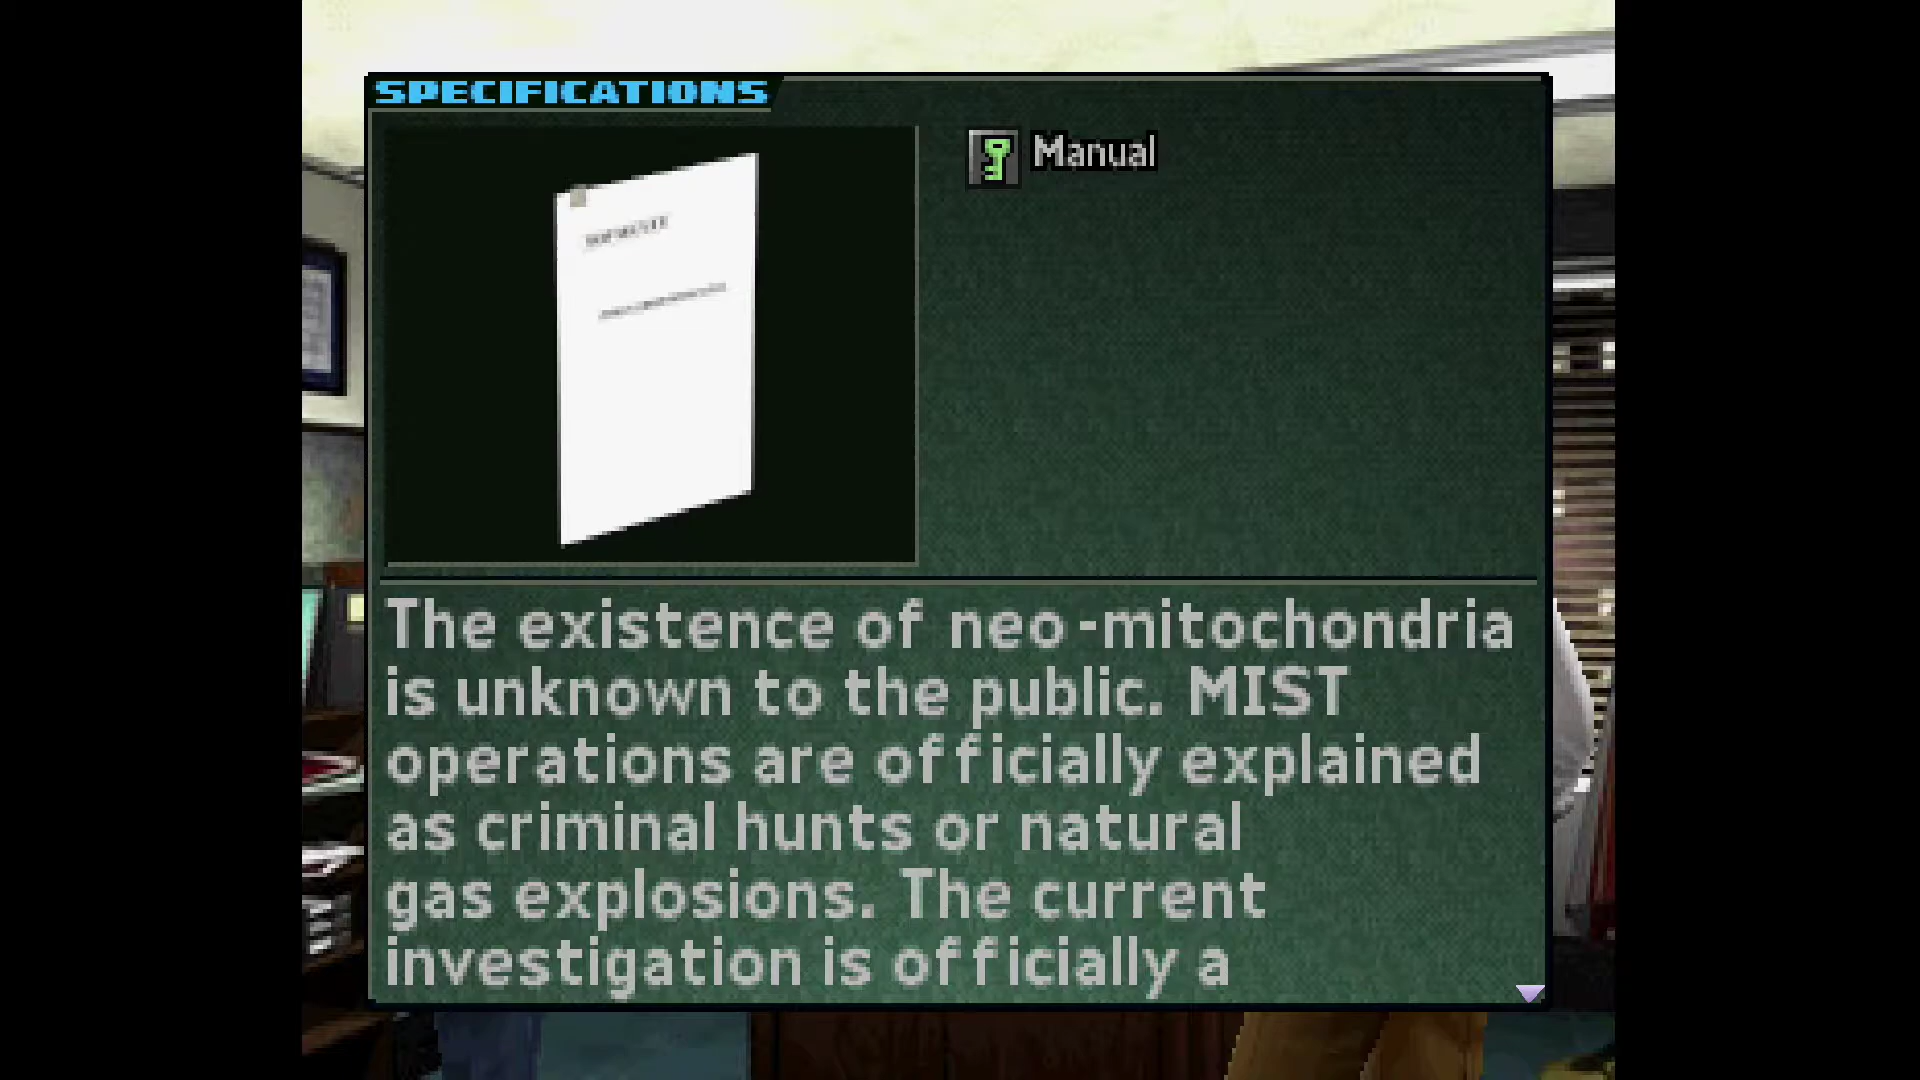 SPECIFICATIONS
Manual
The existence of neo-mitochondria
is unknown to the public. MIST
operations are officially explained
as criminal hunts or natural
gas explosions. The current
investigation is officially a